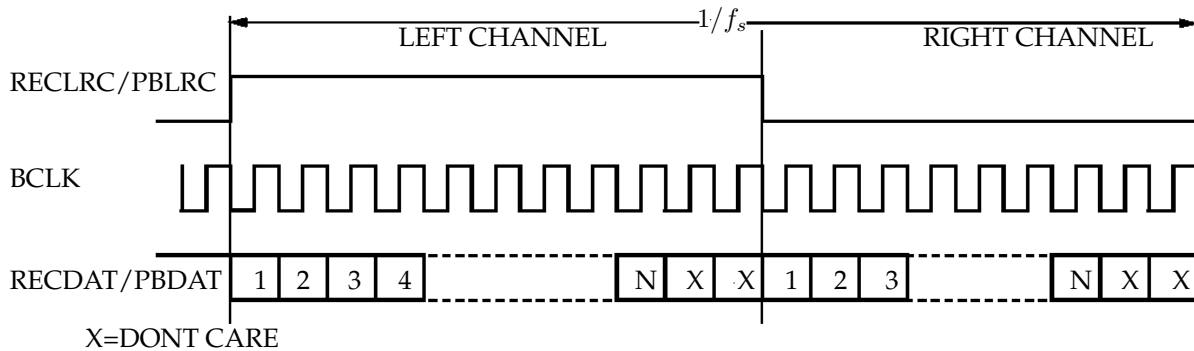 1/f_s
LEFT CHANNEL
RIGHT CHANNEL
RECLRC/PBLRC
BCLK
RECDAT/PBDAT 1 2 3 4 N X X 1 2 3 N X X
X=DONT CARE